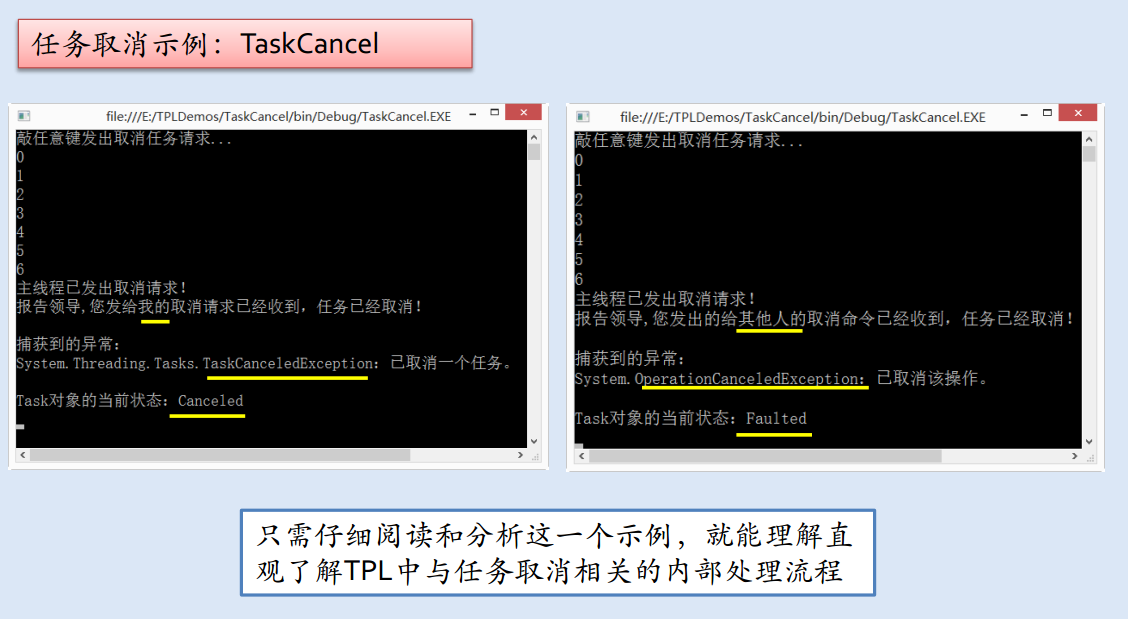 任务取消示例：TaskCancel
file:///E:/TPLDemos/TaskCancel/bin/Debug/TaskCancel.EXE
敲任意键发出取消任务请求...
0
1
2
3
4
5
6
主线程已发出取消请求！
报告领导,您发给我的取消请求已经收到，任务已经取消！
捕获到的异常：
System.Threading.Tasks.TaskCanceledException: 已取消一个任务。
Task对象的当前状态：Canceled
file:///E:/TPLDemos/TaskCancel/bin/Debug/TaskCancel.EXE
敲任意键发出取消任务请求...
0
1
2
3
4
5
6
主线程已发出取消请求！
报告领导,您发出的给其他人的取消命令已经收到，任务已经取消！
捕获到的异常：
System.OperationCanceledException: 已取消该操作。
Task对象的当前状态：Faulted
只需仔细阅读和分析这一个示例，就能理解直
观了解TPL中与任务取消相关的内部处理流程